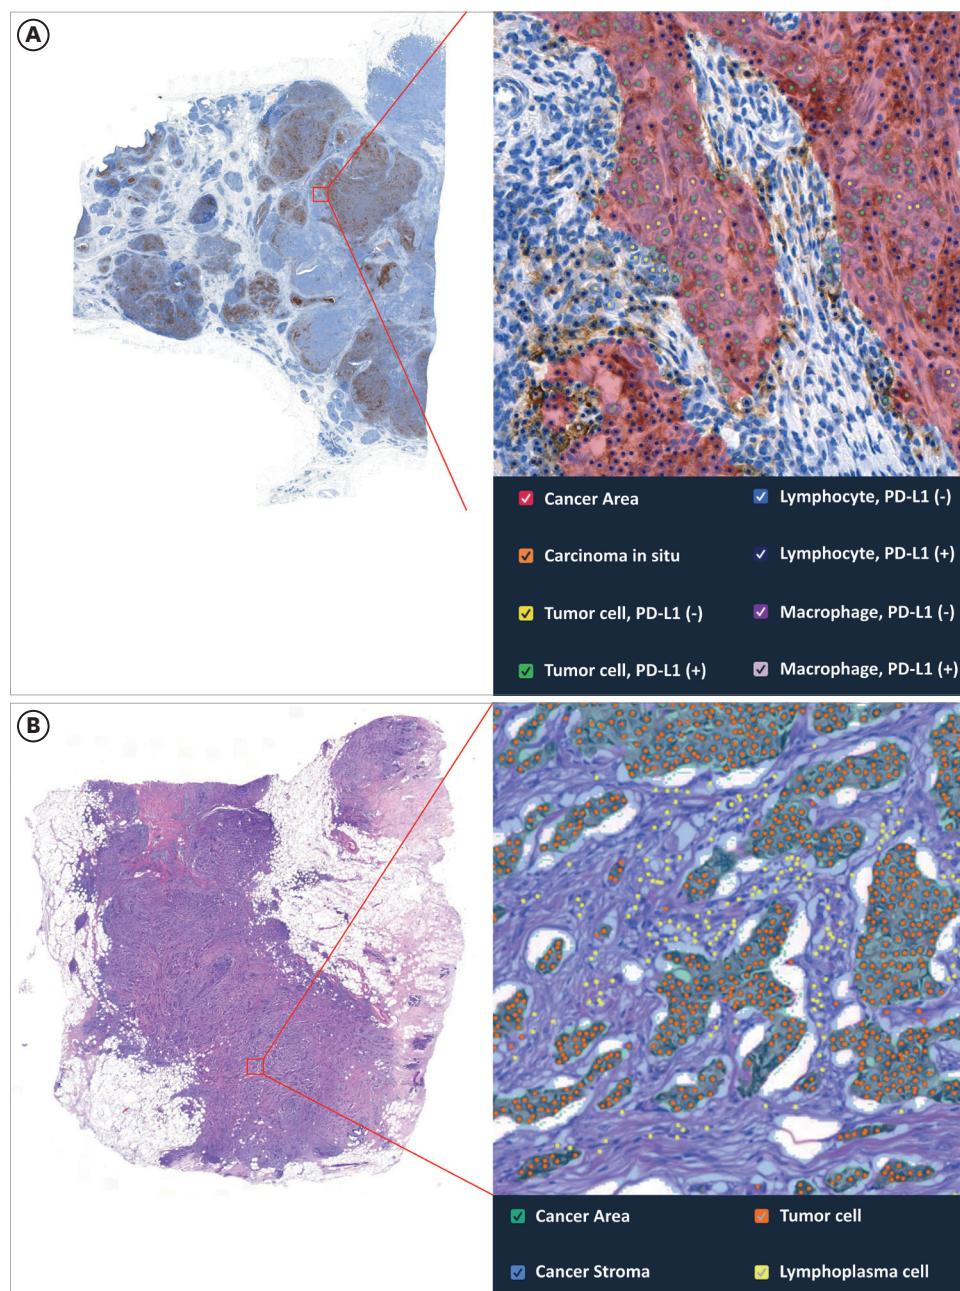 A
Cancer Area
Lymphocyte, PD-L1 (-)
Carcinoma in situ
Lymphocyte, PD-L1 (+)
Tumor cell, PD-L1 (-)
Macrophage, PD-L1 (-)
Tumor cell, PD-L1 (+)
Macrophage, PD-L1 (+)
B
Cancer Area
Tumor cell
Cancer Stroma
Lymphoplasma cell